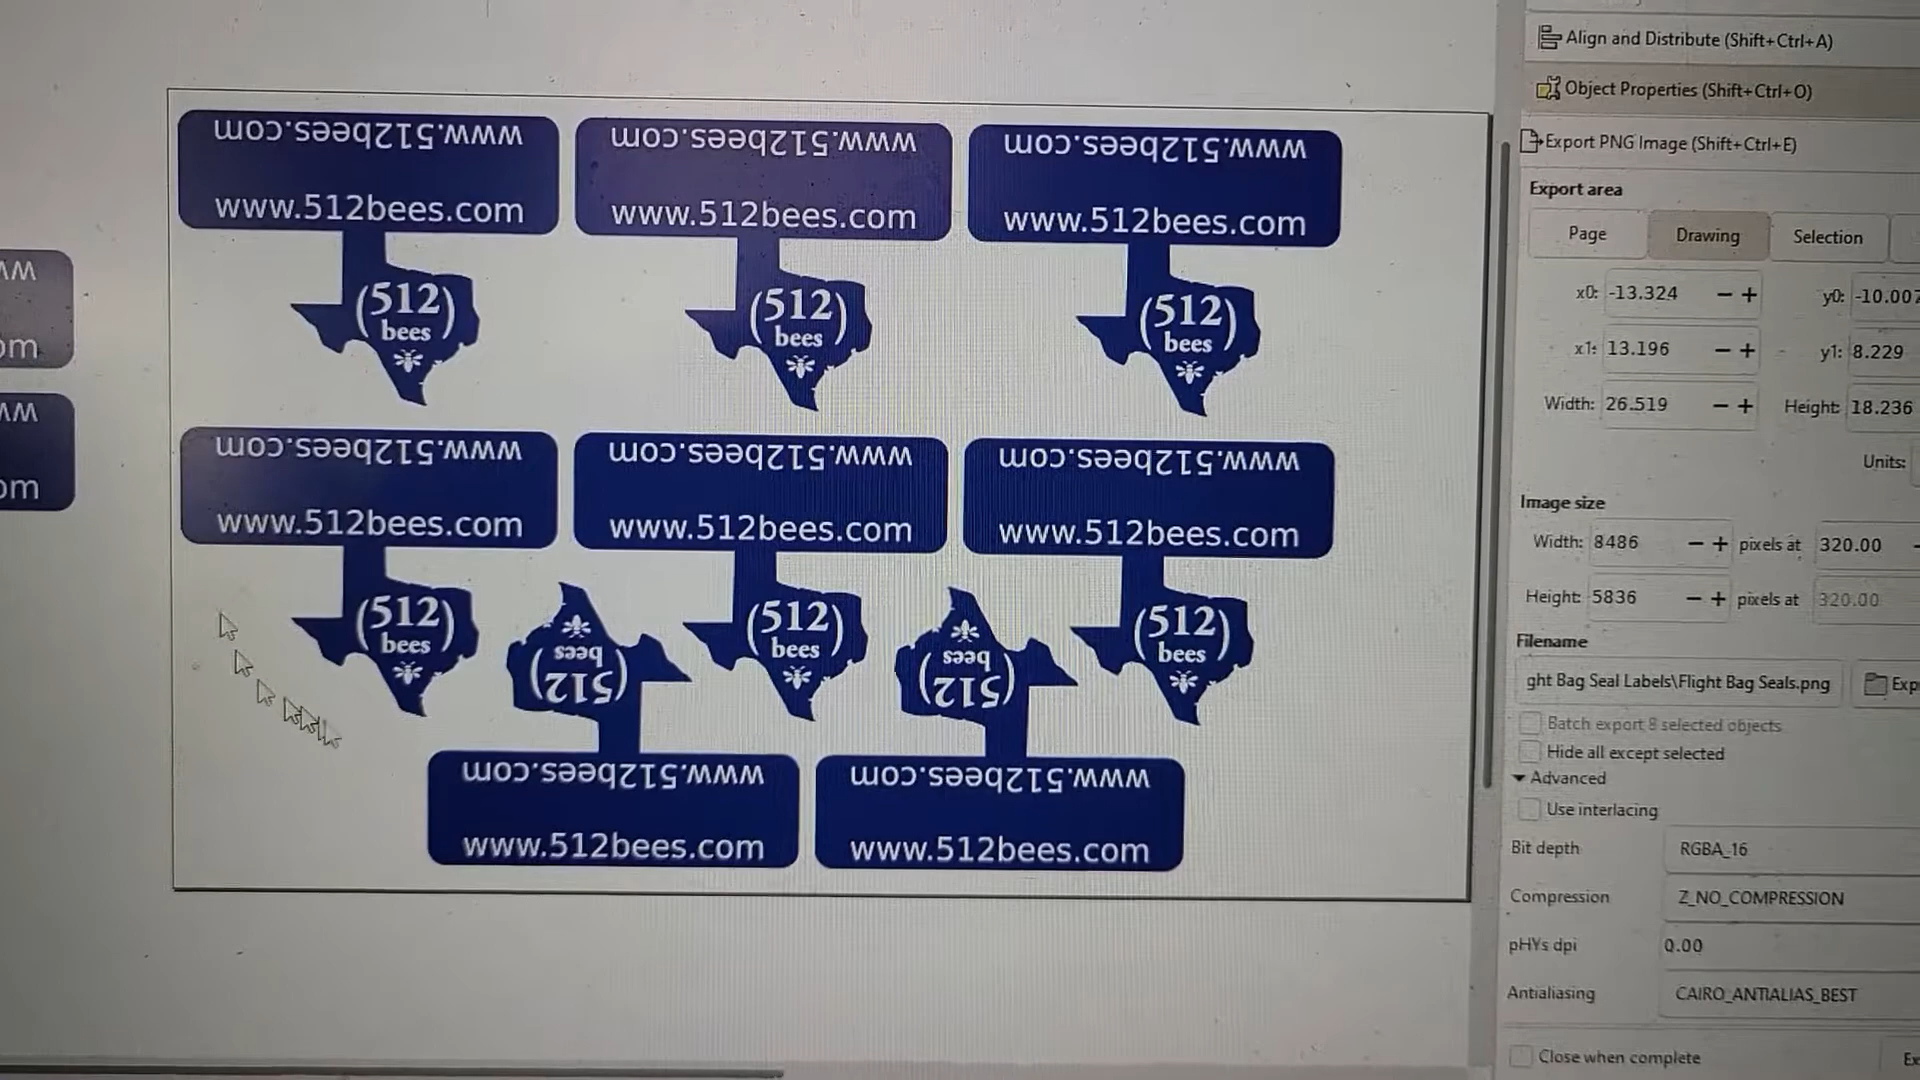 www.512bees.com
www.512bees.com
www.512bees.com
www.512bees.com
www.512bees.com
www.512bees.com
(512)
bees
(512)
bees
(512)
bees
om
om
www.512bees.com
www.512bees.com
www.512bees.com
www.512bees.com
www.512bees.com
www.512bees.com
(512)
bees
(512)
bees
(512)
bees
(512)
bees
(512)
bees
www.512bees.com
www.512bees.com
www.512bees.com
www.512bees.com
Align and Distribute (Shift+Ctrl+A)
Object Properties (Shift+Ctrl+O)
Export PNG Image (Shift+Ctrl+E)
Export area
Page Drawing Selection
x0: -13.324 − + y0: -10.007
x1: 13.196 − + y1: 8.229
Width: 26.519 − + Height: 18.236
Units:
Image size
Width: 8486 − + pixels at 320.00
Height: 5836 − + pixels at 320.00
Filename
ght Bag Seal Labels\Flight Bag Seals.png Exp
Batch export 8 selected objects
Hide all except selected
Advanced
Use interlacing
Bit depth RGBA_16
Compression Z_NO_COMPRESSION
pHYs dpi 0.00
Antialiasing CAIRO_ANTIALIAS_BEST
Close when complete Ex